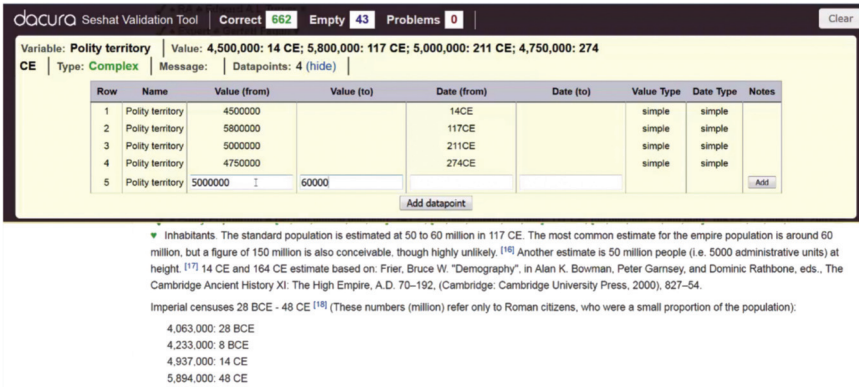 dacura Seshat Validation Tool Correct 662 Empty 43 Problems 0 Clear
Variable: Polity territory Value: 4,500,000: 14 CE; 5,800,000: 117 CE; 5,000,000: 211 CE; 4,750,000: 274
CE Type: Complex Message: Datapoints: 4 (hide)
Row Name Value (from) Value (to) Date (from) Date (to) Value Type Date Type Notes
1 Polity territory 4500000 14CE simple simple
2 Polity territory 5800000 117CE simple simple
3 Polity territory 5000000 211CE simple simple
4 Polity territory 4750000 274CE simple simple
5 Polity territory 5000000 60000 Add
Add datapoint
♥ Inhabitants. The standard population is estimated at 50 to 60 million in 117 CE. The most common estimate for the empire population is around 60
million, but a figure of 150 million is also conceivable, though highly unlikely. [16] Another estimate is 50 million people (i.e. 5000 administrative units) at
height. [17] 14 CE and 164 CE estimate based on: Frier, Bruce W. "Demography", in Alan K. Bowman, Peter Garnsey, and Dominic Rathbone, eds., The
Cambridge Ancient History XI: The High Empire, A.D. 70–192, (Cambridge: Cambridge University Press, 2000), 827–54.
Imperial censuses 28 BCE - 48 CE [18] (These numbers (million) refer only to Roman citizens, who were a small proportion of the population):
4,063,000: 28 BCE
4,233,000: 8 BCE
4,937,000: 14 CE
5,894,000: 48 CE